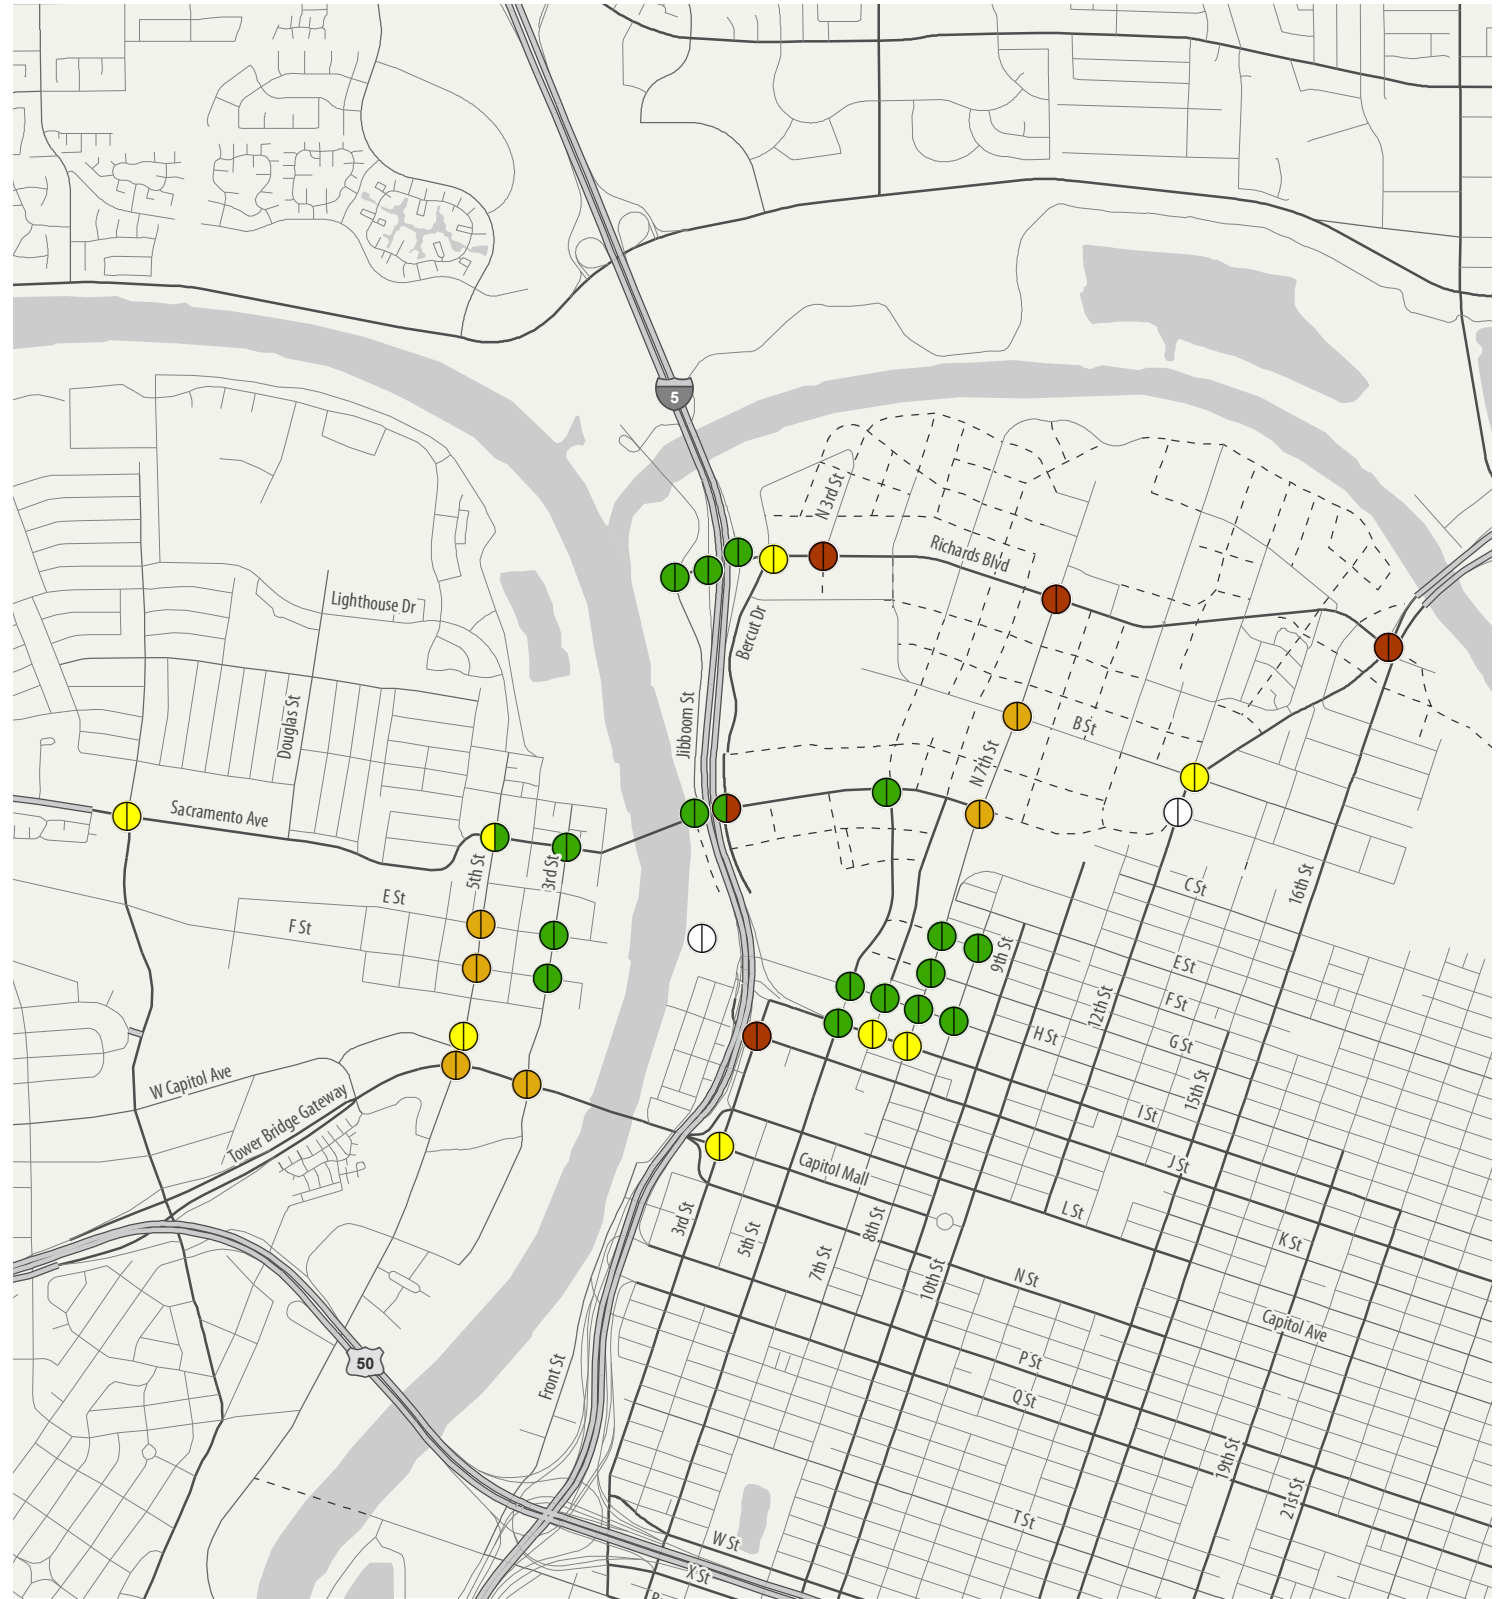 5
N 3rd St
Richards Blvd
Lighthouse Dr
Bercut Dr
Jibboom St
Douglas St
B St
N 7th St
Sacramento Ave
5th St
3rd St
E St
F St
C St
16th St
9th St
E St
F St
12th St
G St
H St
15th St
I St
W Capitol Ave
Tower Bridge Gateway
J St
Capitol Mall
L St
3rd St
5th St
8th St
7th St
10th St
K St
N St
Capitol Ave
50
Front St
P St
Q St
19th St
21st St
T St
W St
X St